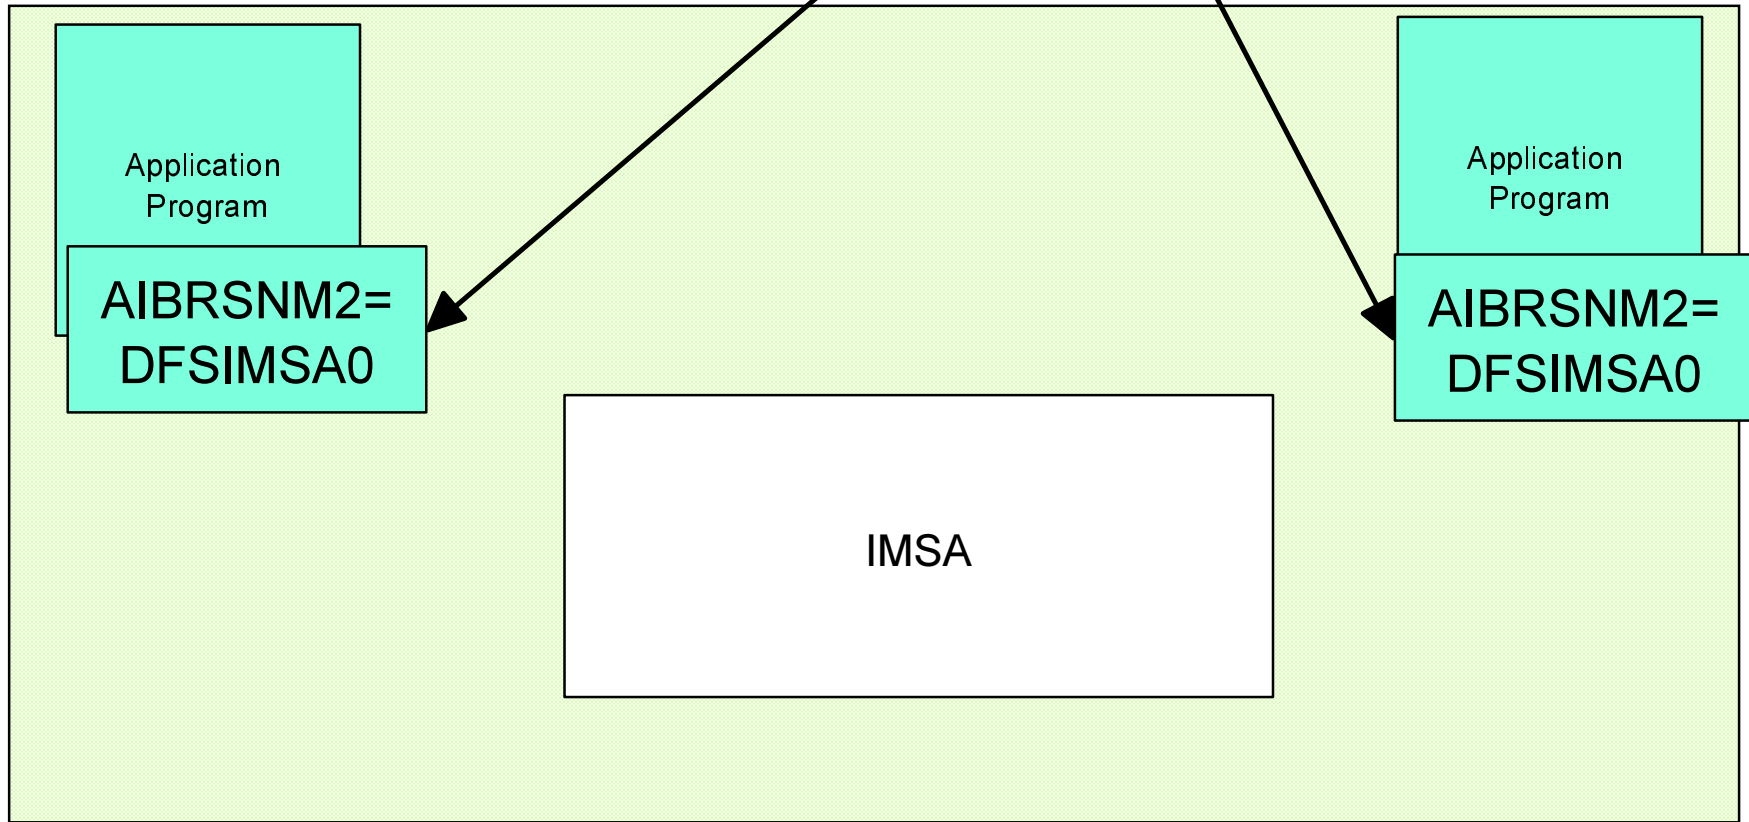 Application
Program
AIBRSNM2=
DFSIMSA0
Application
Program
AIBRSNM2=
DFSIMSA0
IMSA